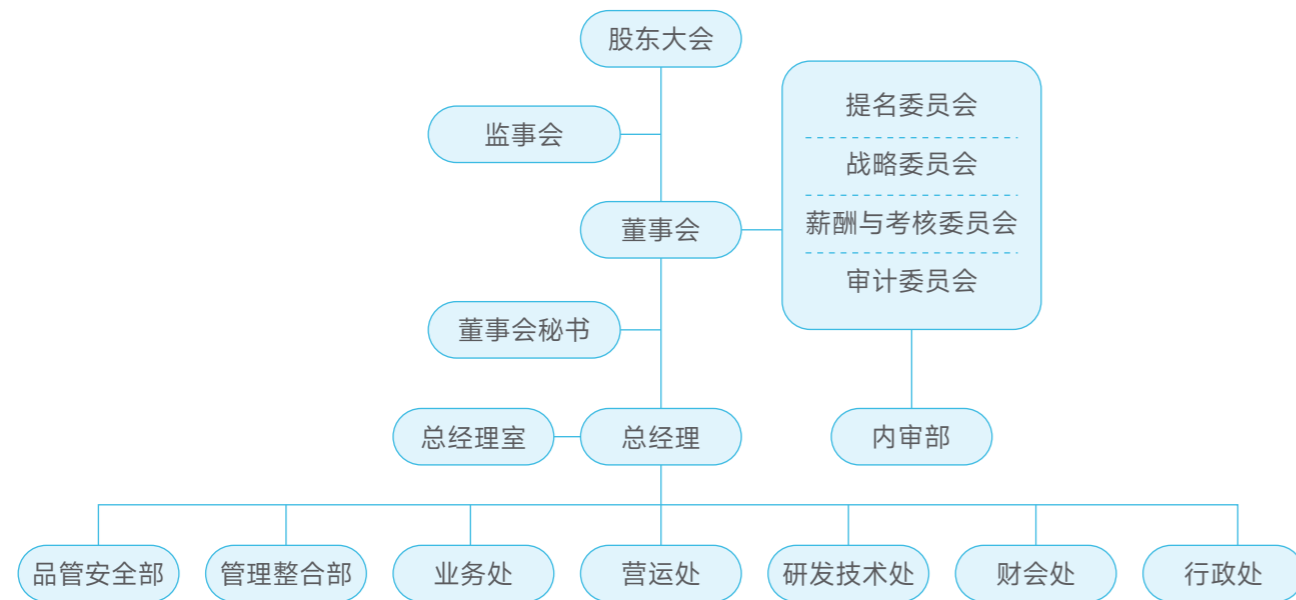 股东大会
提名委员会
监事会
战略委员会
薪酬与考核委员会
董事会
审计委员会
董事会秘书
总经理室
总经理
内审部
品管安全部
管理整合部
业务处
营运处
研发技术处
财会处
行政处